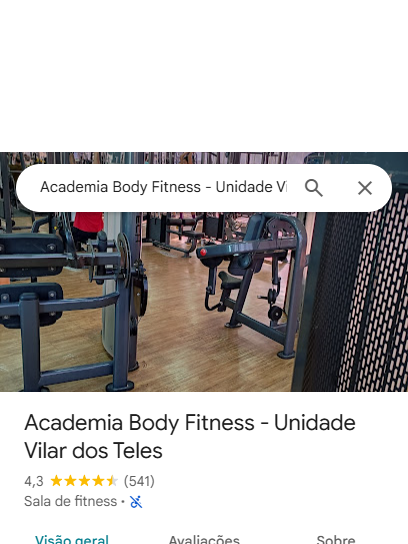 Academia Body Fitness - Unidade Vi
Academia Body Fitness - Unidade
Vilar dos Teles
4,3 (541)
Sala de fitness ·
Visão geral Avaliações Sobre